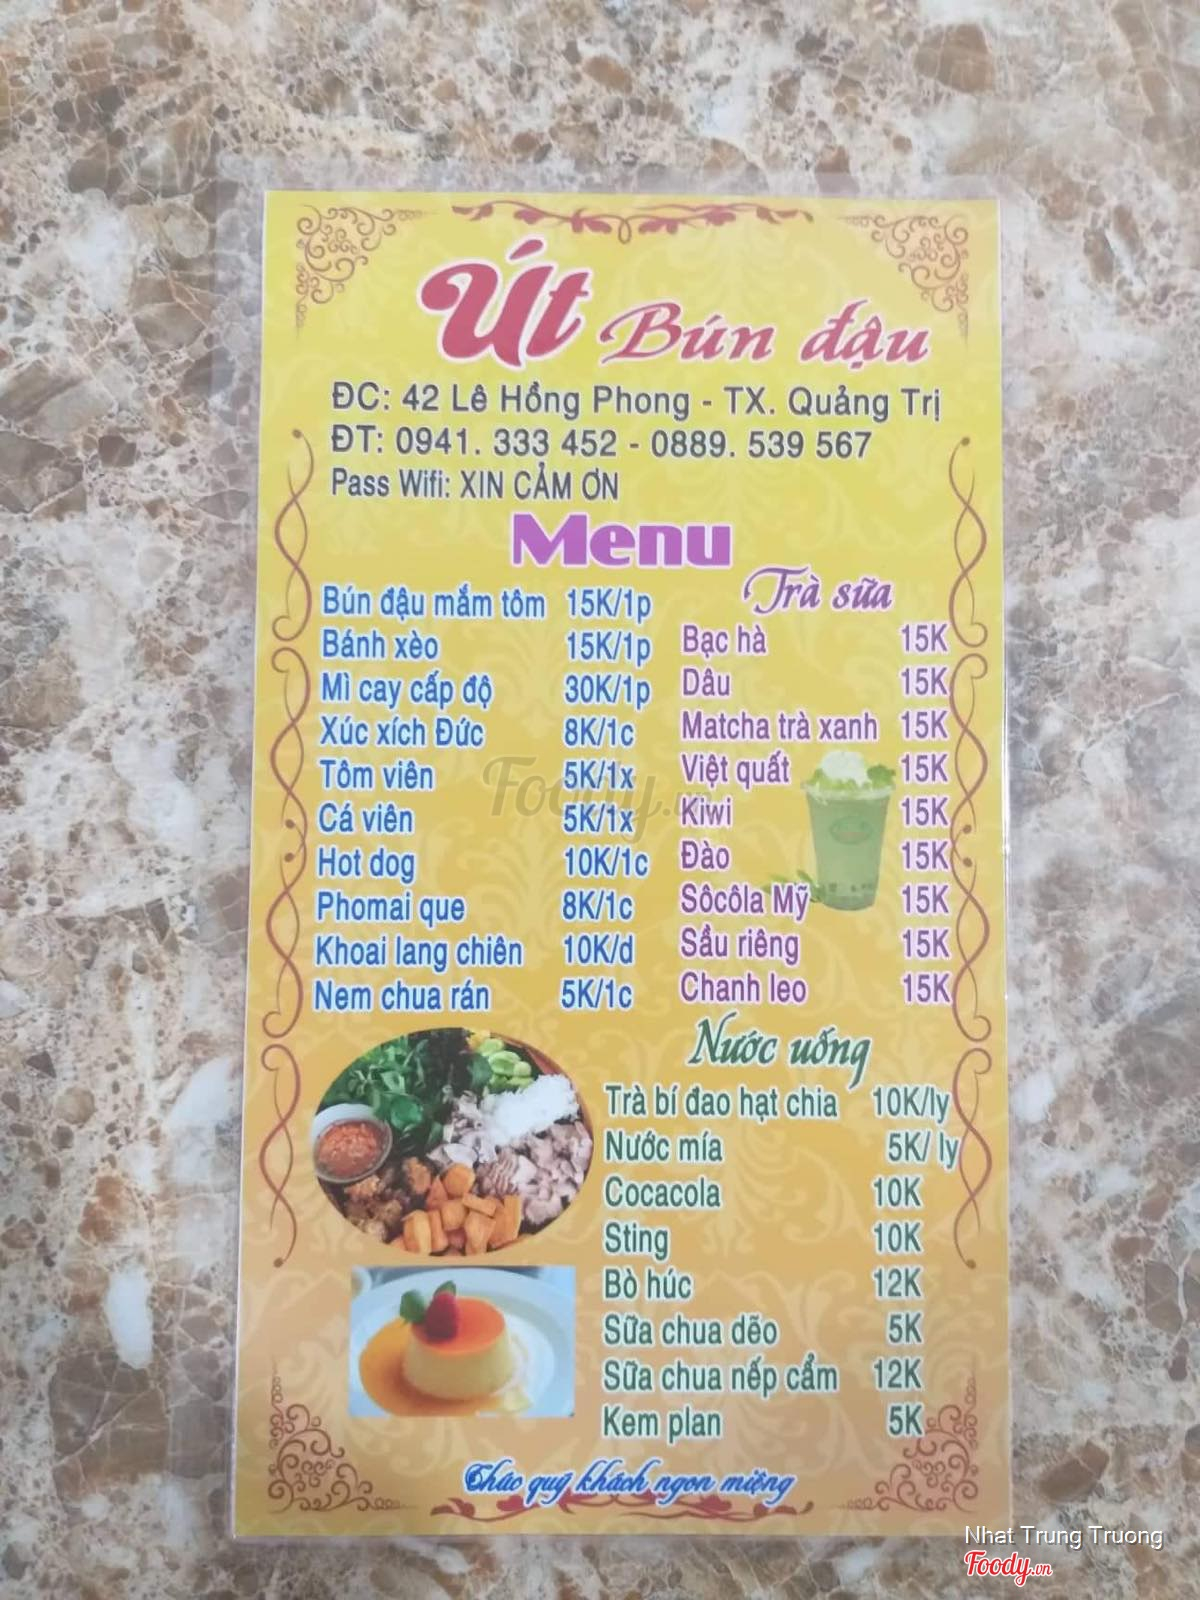 Út Bún đậu
ĐC: 42 Lê Hồng Phong - TX. Quảng Trị
ĐT: 0941. 333 452 - 0889. 539 567
Pass Wifi: XIN CẢM ƠN
Menu
Bún đậu mắm tôm 15K/1p
Bánh xèo 15K/1p
Mì cay cấp độ 30K/1p
Xúc xích Đức 8K/1c
Tôm viên 5K/1x
Cá viên 5K/1x
Hot dog 10K/1c
Phomai que 8K/1c
Khoai lang chiên 10K/d
Nem chua rán 5K/1c
Trà sữa
Bạc hà 15K
Dâu 15K
Matcha trà xanh 15K
Việt quất 15K
Kiwi 15K
Đào 15K
Sôcôla Mỹ 15K
Sầu riêng 15K
Chanh leo 15K
Nước uống
Trà bí đao hạt chia 10K/ly
Nước mía 5K/ ly
Cocacola 10K
Sting 10K
Bò húc 12K
Sữa chua dẽo 5K
Sữa chua nếp cẩm 12K
Kem plan 5K
Chúc quý khách ngon miệng
Foody.vn
Nhat Trung Truong
Foody.vn